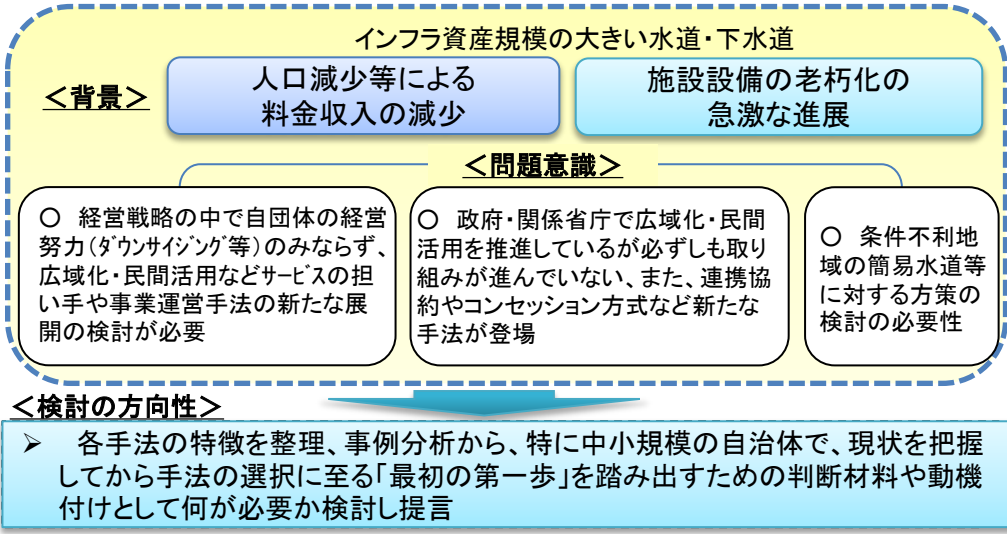 インフラ資産規模の大きい水道・下水道
＜背景＞
人口減少等による
料金収入の減少
施設設備の老朽化の
急激な進展
＜問題意識＞
○　経営戦略の中で自団体の経営
努力（ﾀﾞｳﾝｻｲｼﾞﾝｸﾞ等）のみならず、
広域化・民間活用などｻｰﾋﾞｽの担
い手や事業運営手法の新たな展
開の検討が必要
○　政府・関係省庁で広域化・民間
活用を推進しているが必ずしも取り
組みが進んでいない、また、連携協
約やコンセッション方式など新たな
手法が登場
○　条件不利地
域の簡易水道等
に対する方策の
検討の必要性
＜検討の方向性＞
➢　各手法の特徴を整理、事例分析から、特に中小規模の自治体で、現状を把握
してから手法の選択に至る「最初の第一歩」を踏み出すための判断材料や動機
付けとして何が必要か検討し提言